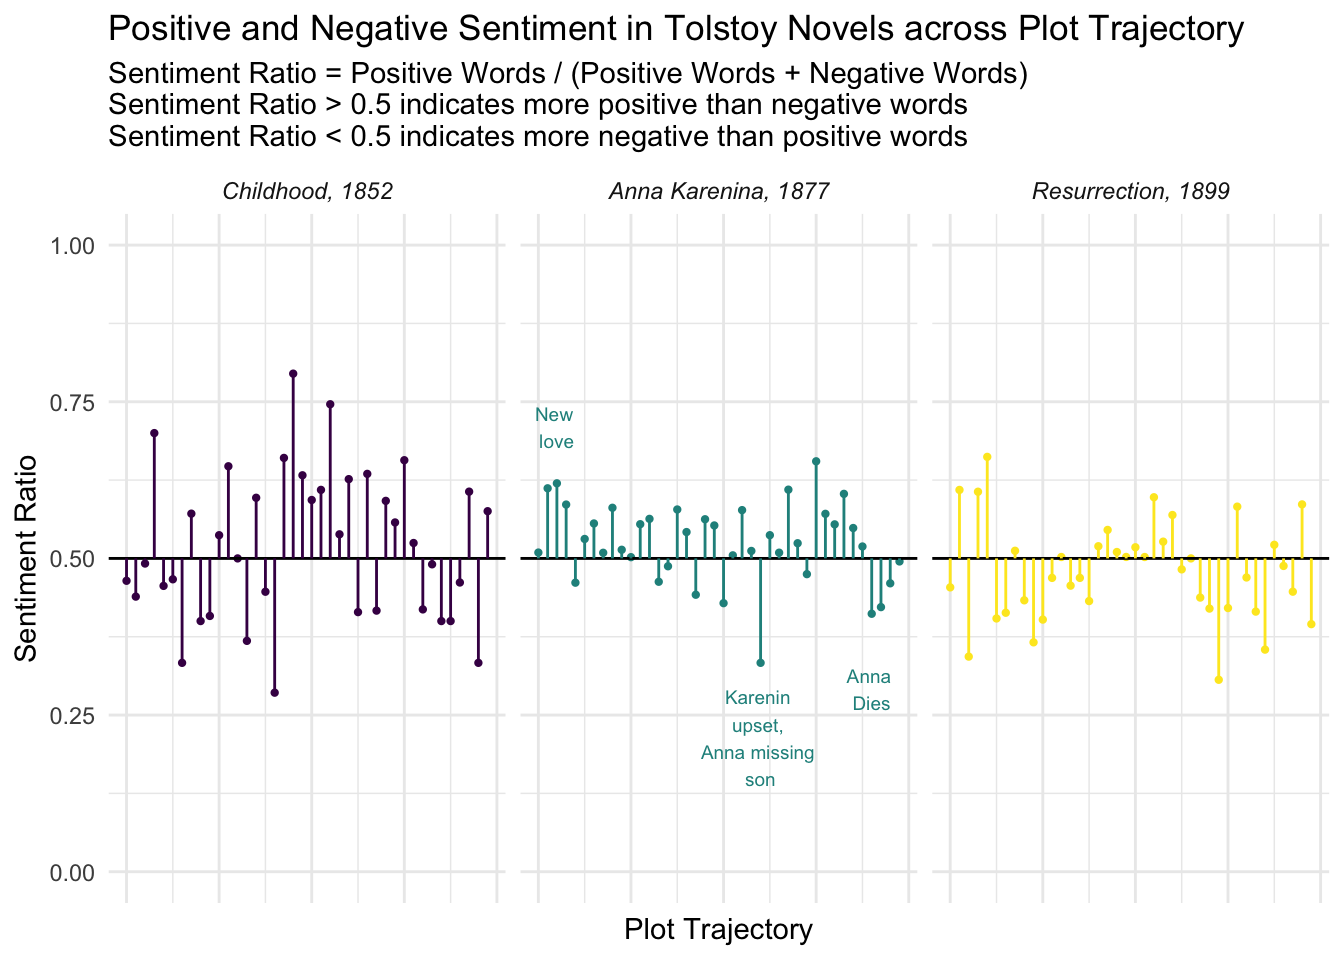 Positive and Negative Sentiment in Tolstoy Novels across Plot Trajectory
Sentiment Ratio = Positive Words / (Positive Words + Negative Words)
Sentiment Ratio > 0.5 indicates more positive than negative words
Sentiment Ratio < 0.5 indicates more negative than positive words
Childhood, 1852
Anna Karenina, 1877
Resurrection, 1899
1.00
0.75
0.50
0.25
0.00
Sentiment Ratio
New
love
Karenin
upset,
Anna missing
son
Anna
Dies
Plot Trajectory